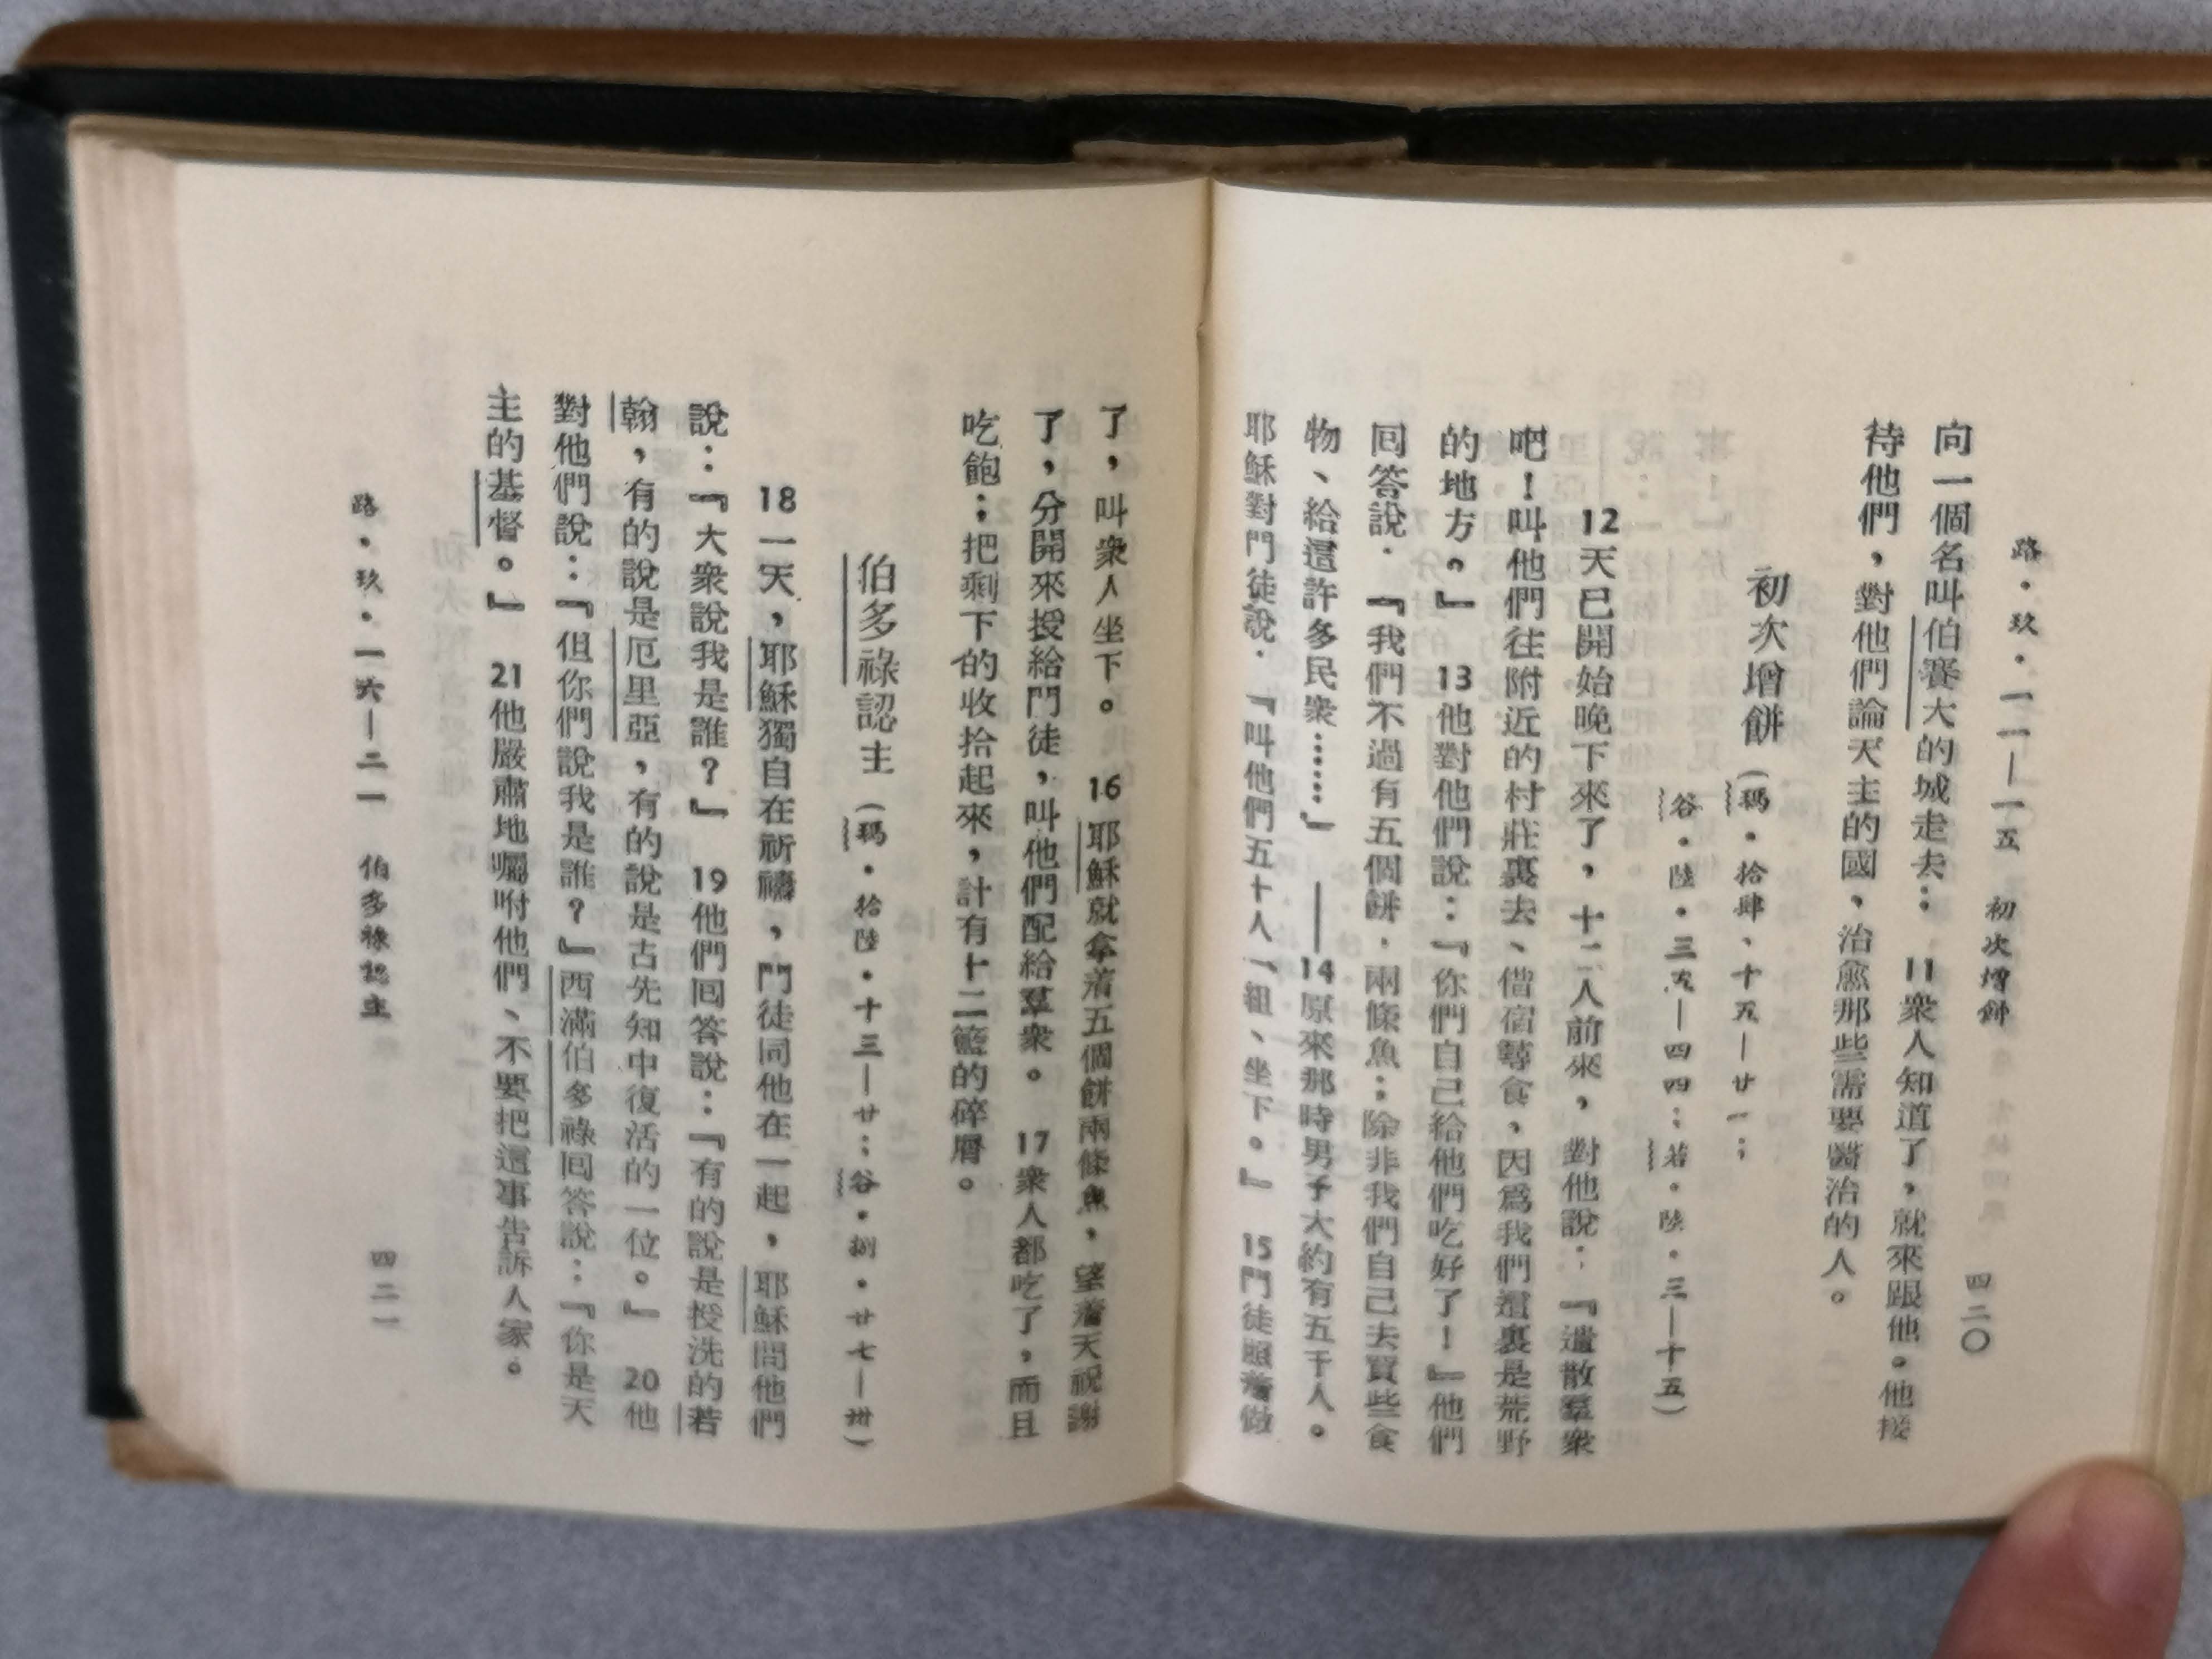 路・玖・一一—一五　初次增餅　四二〇
向一個名叫伯賽大的城走去；　11衆人知道了，就來跟他。他接
待他們，對他們論天主的國，治愈那些需要醫治的人。
初次增餅（瑪・拾肆、十五—廿一；
谷・陸・三五—四四；若・陸・三—十五）
12天已開始晚下來了，十二人前來，對他說：『遣散羣衆
吧！叫他們往附近的村莊裏去、借宿尋食，因爲我們這裏是荒野
的地方。』　13他對他們說：『你們自己給他們吃好了！』他們
回答說：『我們不過有五個餅，兩條魚；除非我們自己去買些食
物、給這許多民衆……』　——14原來那時男子大約有五千人。
耶穌對門徒說：『叫他們五十人一組、坐下。』　15門徒照着做
了，叫衆人坐下。　16耶穌就拿着五個餅兩條魚，望着天祝謝
了，分開來授給門徒，叫他們配給羣衆。　17衆人都吃了，而且
吃飽；把剩下的收拾起來，計有十二籃的碎屑。
伯多祿認主（瑪・拾陸・十三—廿；谷・捌・廿七—卅）
18一天，耶穌獨自在祈禱，門徒同他在一起，耶穌問他們
說：『大衆說我是誰？』　19他們回答說：『有的說是授洗的若
翰，有的說是厄里亞，有的說是古先知中復活的一位。』　20他
對他們說：『但你們說我是誰？』西滿伯多祿回答說：『你是天
主的基督。』　21他嚴肅地囑咐他們、不要把這事告訴人家。
路・玖・一六—二一　伯多祿認主　四二一